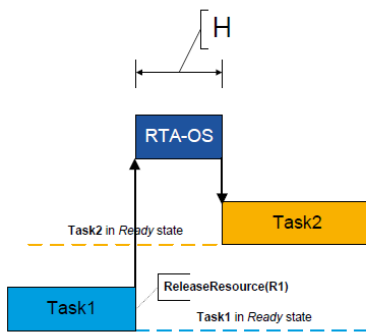 H
RTA-OS
Task2 in Ready state
Task2
ReleaseResource(R1)
Task1
Task1 in Ready state